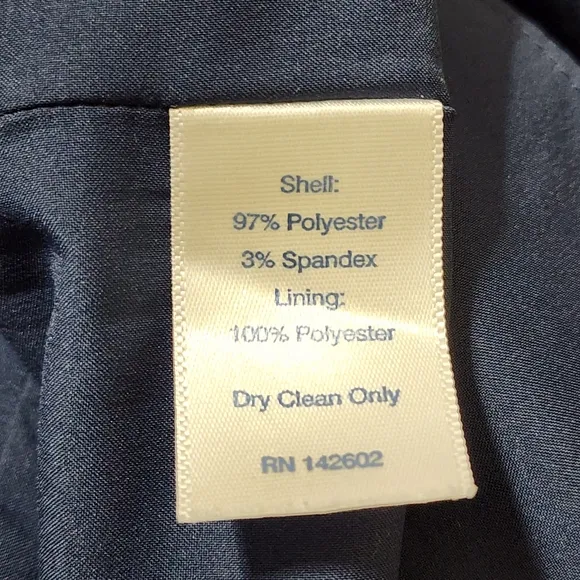 Shell:
97% Polyester
3% Spandex
Lining:
100% Polyester
Dry Clean Only
RN 142602